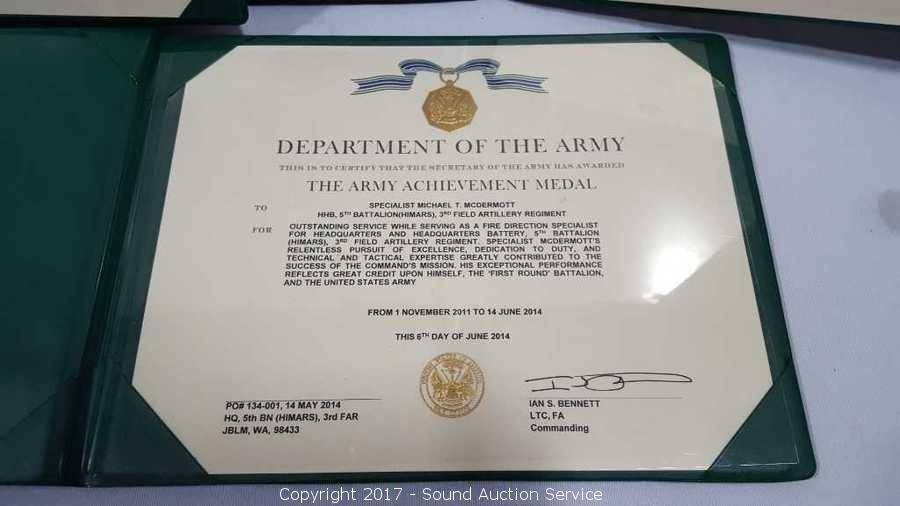 DEPARTMENT OF THE ARMY
THIS IS TO CERTIFY THAT THE SECRETARY OF THE ARMY HAS AWARDED
THE ARMY ACHIEVEMENT MEDAL
TO SPECIALIST MICHAEL T. MCDERMOTT
HHB, 5TH BATTALION(HIMARS), 3RD FIELD ARTILLERY REGIMENT
FOR OUTSTANDING SERVICE WHILE SERVING AS A FIRE DIRECTION SPECIALIST
FOR HEADQUARTERS AND HEADQUARTERS BATTERY, 5TH BATTALION
(HIMARS), 3RD FIELD ARTILLERY REGIMENT. SPECIALIST MCDERMOTT'S
RELENTLESS PURSUIT OF EXCELLENCE, DEDICATION TO DUTY, AND
TECHNICAL AND TACTICAL EXPERTISE GREATLY CONTRIBUTED TO THE
SUCCESS OF THE COMMAND'S MISSION. HIS EXCEPTIONAL PERFORMANCE
REFLECTS GREAT CREDIT UPON HIMSELF, THE 'FIRST ROUND' BATTALION,
AND THE UNITED STATES ARMY
FROM 1 NOVEMBER 2011 TO 14 JUNE 2014
THIS 6TH DAY OF JUNE 2014
PO# 134-001, 14 MAY 2014
HQ, 5th BN (HIMARS), 3rd FAR
JBLM, WA, 98433
IAN S. BENNETT
LTC, FA
Commanding
Copyright 2017 - Sound Auction Service